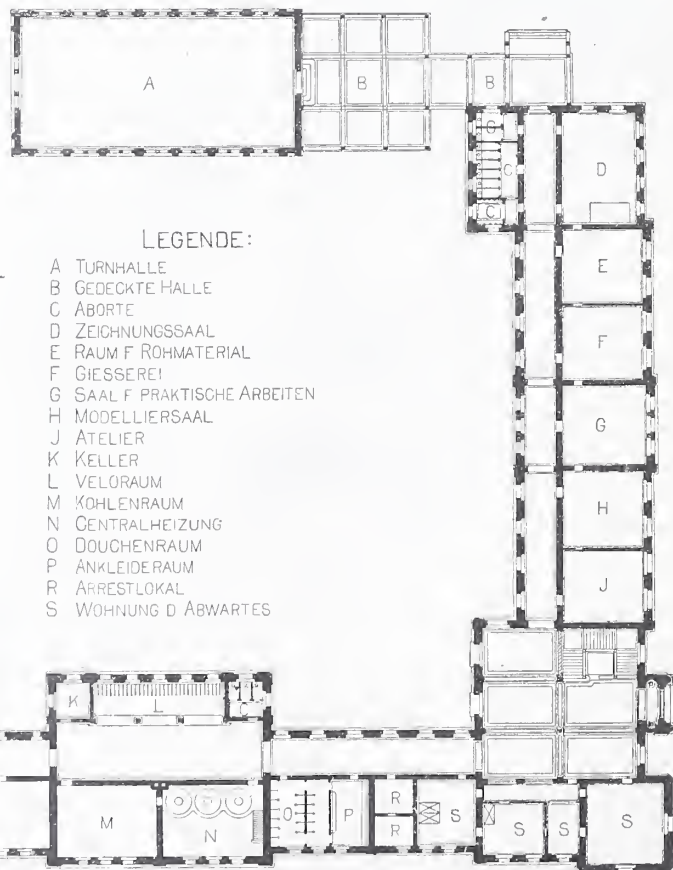 A B B
G D
C
C
LEGENDE:
A TURNHALLE
B GEDECKTE HALLE
C ABORTE
D ZEICHNUNGSSAAL
E RAUM F ROHMATERIAL
F GIESSEREI
G SAAL F PRAKTISCHE ARBEITEN
H MODELLIERSAAL
J ATELIER
K KELLER
L VELORAUM
M KOHLENRAUM
N CENTRALHEIZUNG
O DOUCHENRAUM
P ANKLEIDERAUM
R ARRESTLOKAL
S WOHNUNG D ABWARTES
E
F
G
H
J
K L C
M N O P R S S S S
R